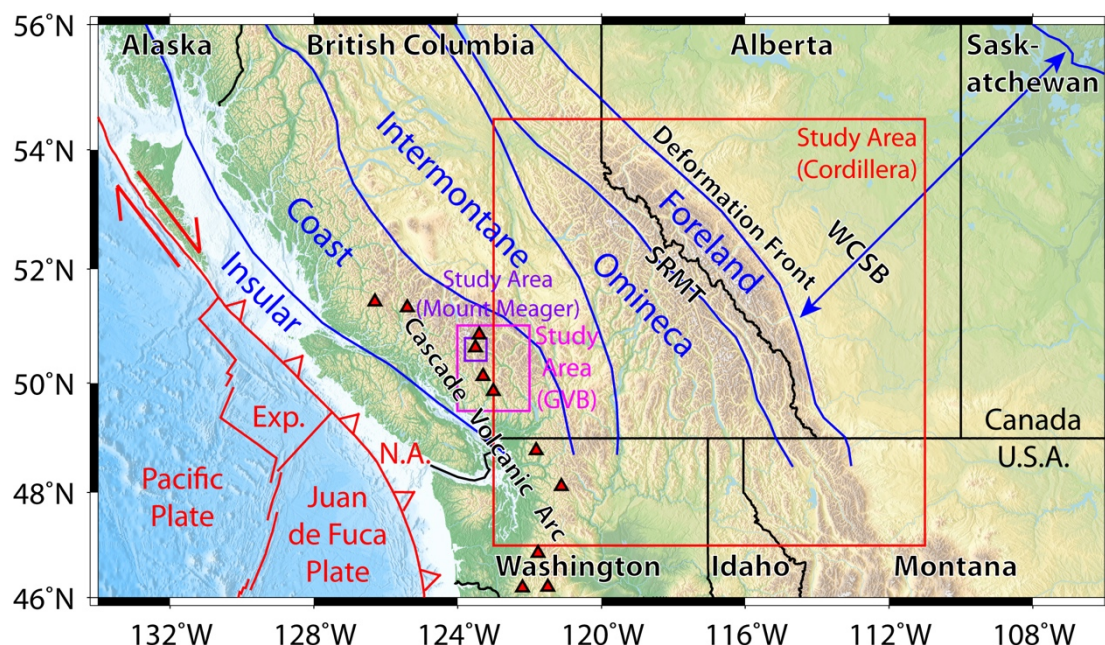 56°N
54°N
52°N
50°N
48°N
46°N
Alaska
British Columbia
Alberta
Sask-
atchewan
Study Area
(Cordillera)
Deformation Front
Foreland
WCSB
SRMT
Intermontane
Omineca
Coast
Insular
Study Area
(Mount Meager)
Study
Area
(GVB)
Cascade Volcanic Arc
Canada
U.S.A.
Exp.
N.A.
Pacific
Plate
Juan
de Fuca
Plate
Washington
Idaho
Montana
132°W
128°W
124°W
120°W
116°W
112°W
108°W